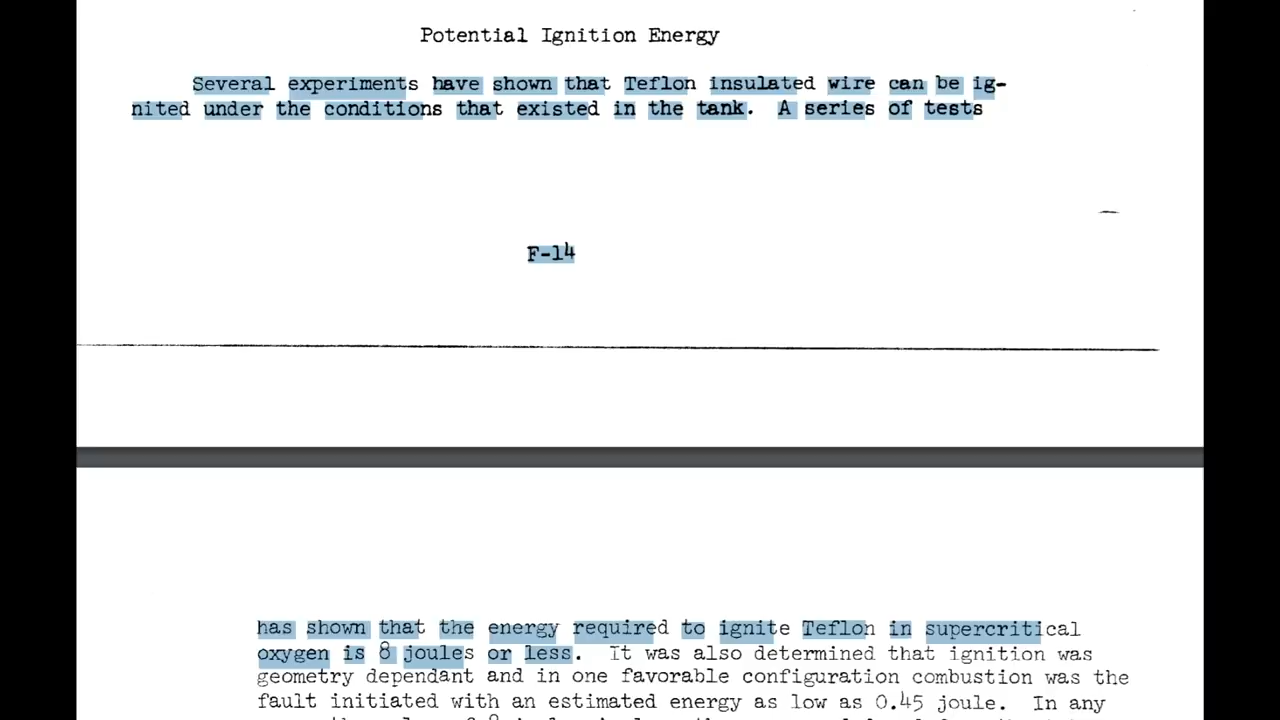 Potential Ignition Energy
Several experiments have shown that Teflon insulated wire can be ig-
nited under the conditions that existed in the tank. A series of tests
F-14
has shown that the energy required to ignite Teflon in supercritical
oxygen is 8 joules or less. It was also determined that ignition was
geometry dependant and in one favorable configuration combustion was the
fault initiated with an estimated energy as low as 0.45 joule. In any